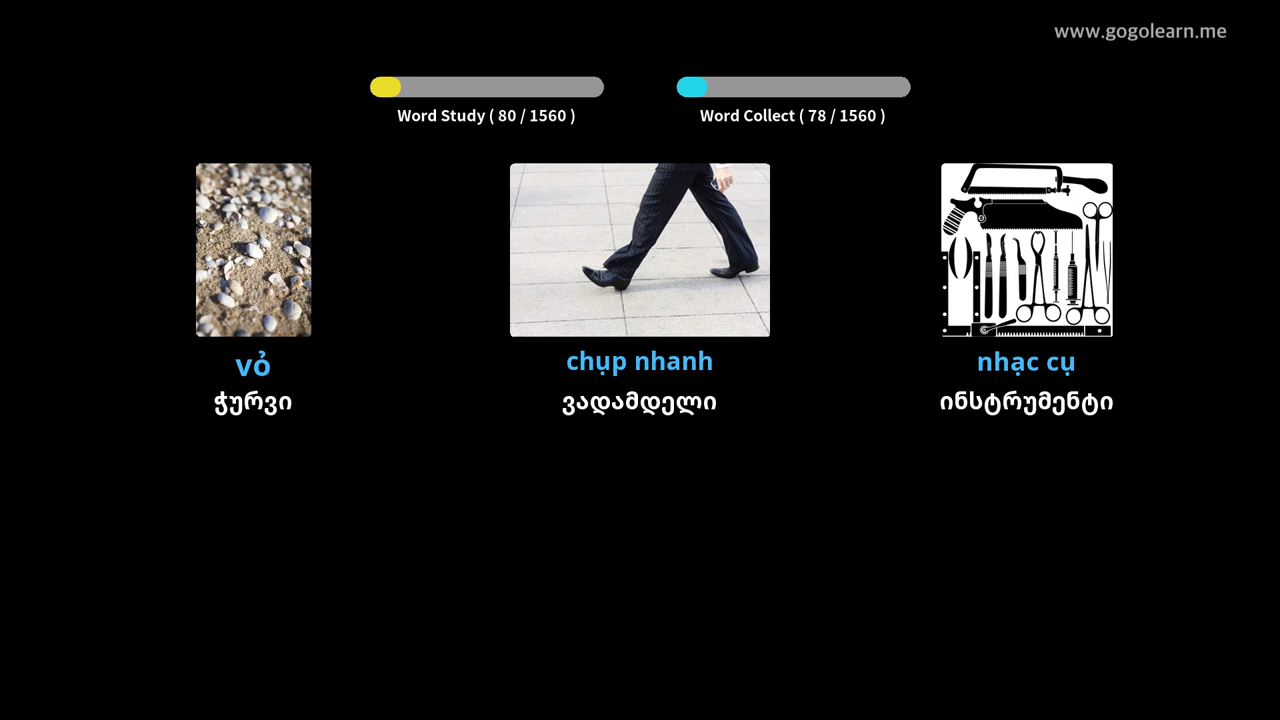 www.gogolearn.me
Word Study ( 80 / 1560 )
Word Collect ( 78 / 1560 )
vỏ
chụp nhanh
nhạc cụ
ჭურვი
ვადამდელი
ინსტრუმენტი